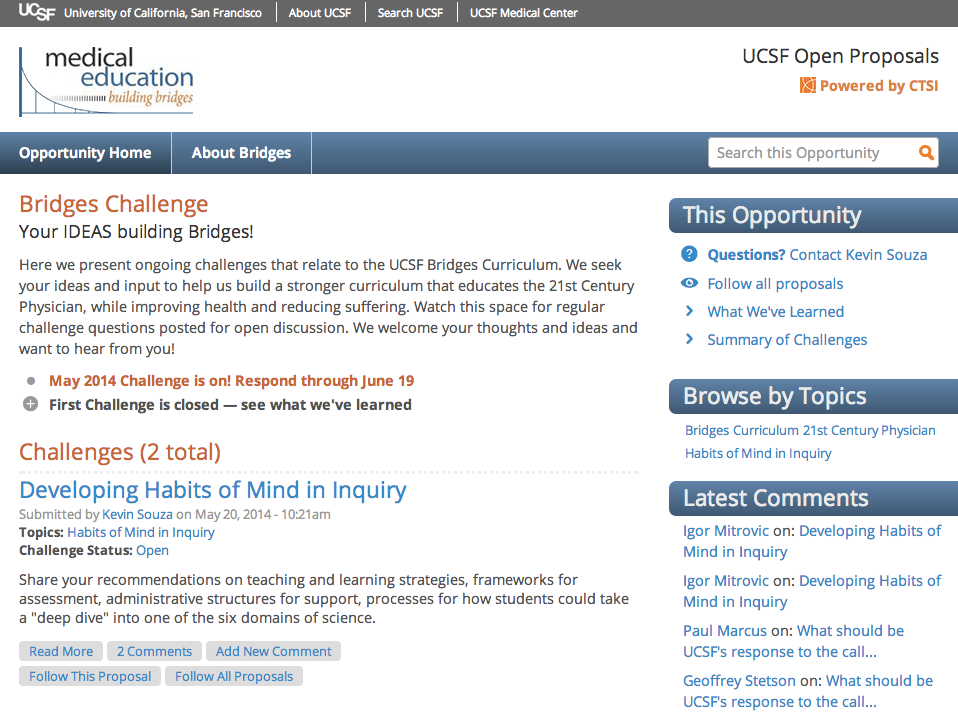 UCSF University of California, San Francisco About UCSF Search UCSF UCSF Medical Center
medical
education
building bridges
UCSF Open Proposals
Powered by CTSI
Opportunity Home About Bridges Search this Opportunity
Bridges Challenge
Your IDEAS building Bridges!
Here we present ongoing challenges that relate to the UCSF Bridges Curriculum. We seek
your ideas and input to help us build a stronger curriculum that educates the 21st Century
Physician, while improving health and reducing suffering. Watch this space for regular
challenge questions posted for open discussion. We welcome your thoughts and ideas and
want to hear from you!
May 2014 Challenge is on! Respond through June 19
First Challenge is closed — see what we've learned
Challenges (2 total)
Developing Habits of Mind in Inquiry
Submitted by Kevin Souza on May 20, 2014 - 10:21am
Topics: Habits of Mind in Inquiry
Challenge Status: Open
Share your recommendations on teaching and learning strategies, frameworks for
assessment, administrative structures for support, processes for how students could take
a "deep dive" into one of the six domains of science.
Read More 2 Comments Add New Comment
Follow This Proposal Follow All Proposals
This Opportunity
Questions? Contact Kevin Souza
Follow all proposals
What We've Learned
Summary of Challenges
Browse by Topics
Bridges Curriculum 21st Century Physician
Habits of Mind in Inquiry
Latest Comments
Igor Mitrovic on: Developing Habits of
Mind in Inquiry
Igor Mitrovic on: Developing Habits of
Mind in Inquiry
Paul Marcus on: What should be
UCSF's response to the call...
Geoffrey Stetson on: What should be
UCSF's response to the call...